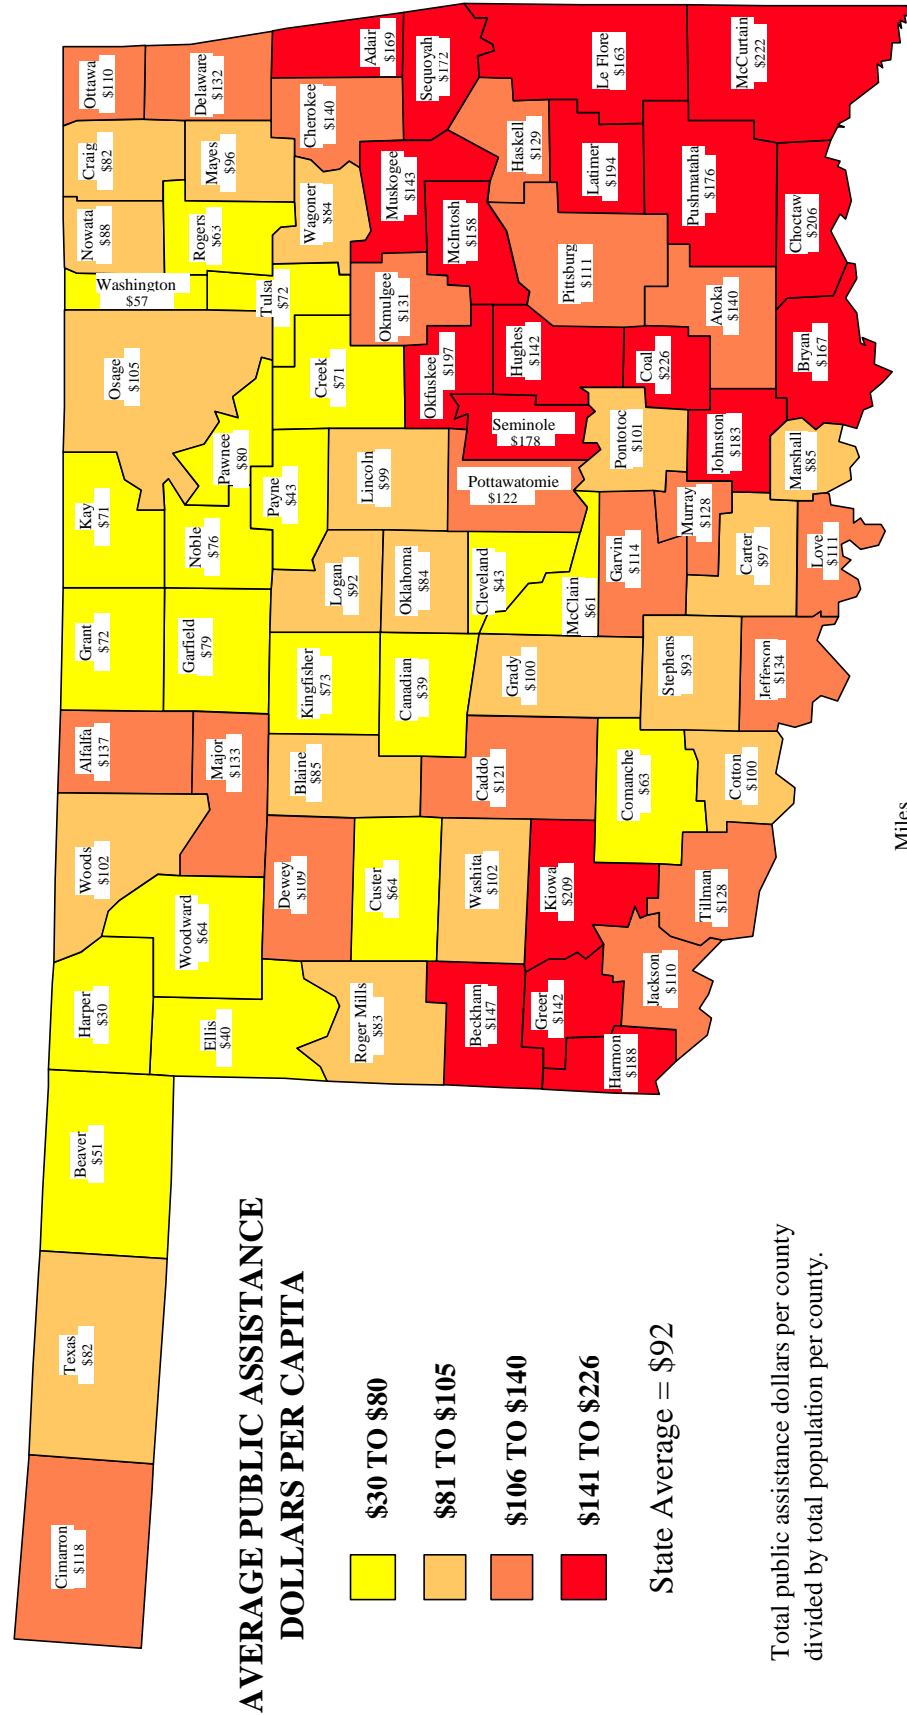 Cimarron
$118
Texas
$82
Beaver
$51
Harper
$30
Woods
$102
Alfalfa
$137
Grant
$72
Kay
$71
Osage
$105
Washington
$57
Nowata
$88
Craig
$82
Ottawa
$110
Ellis
$40
Woodward
$64
Major
$133
Garfield
$79
Noble
$76
Pawnee
$80
Tulsa
$72
Rogers
$63
Mayes
$96
Delaware
$132
Roger Mills
$83
Dewey
$109
Custer
$64
Blaine
$85
Kingfisher
$73
Canadian
$39
Logan
$92
Oklahoma
$84
Payne
$43
Lincoln
$99
Creek
$71
Okmulgee
$131
Wagoner
$84
Muskogee
$143
Cherokee
$140
Adair
$169
Sequoyah
$172
Beckham
$147
Washita
$102
Caddo
$121
Grady
$100
Cleveland
$43
McClain
$61
Pottawatomie
$122
Seminole
$178
Okfuskee
$197
Hughes
$142
McIntosh
$158
Haskell
$129
Le Flore
$163
Harmon
$188
Greer
$142
Kiowa
$209
Jackson
$110
Tillman
$128
Comanche
$63
Cotton
$100
Stephens
$93
Jefferson
$134
Garvin
$114
Murray
$128
Carter
$97
Love
$111
Pontotoc
$101
Johnston
$183
Marshall
$85
Coal
$226
Pittsburg
$111
Atoka
$140
Bryan
$167
Latimer
$194
Pushmataha
$176
Choctaw
$206
McCurtain
$222
AVERAGE PUBLIC ASSISTANCE
DOLLARS PER CAPITA
$30 TO $80
$81 TO $105
$106 TO $140
$141 TO $226
State Average = $92
Total public assistance dollars per county
divided by total population per county.
Miles